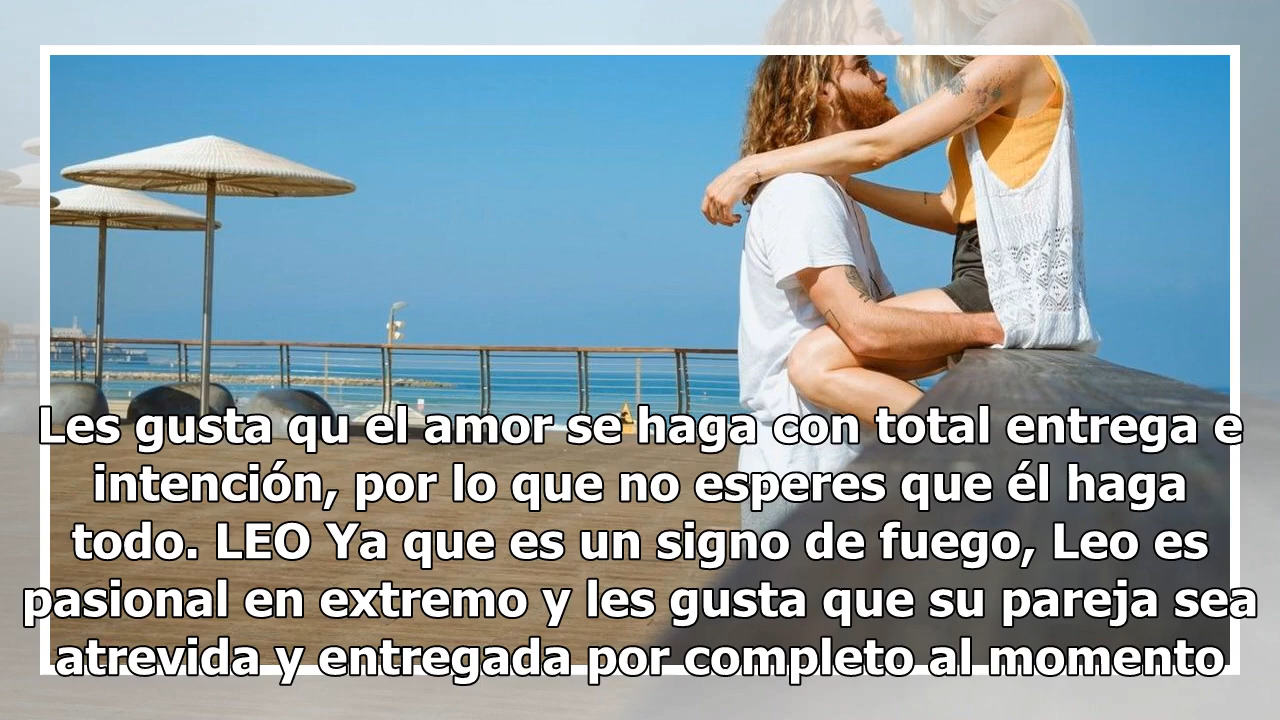 Les gusta qu el amor se haga con total entrega e
intención, por lo que no esperes que él haga
todo. LEO Ya que es un signo de fuego, Leo es
pasional en extremo y les gusta que su pareja sea
atrevida y entregada por completo al momento